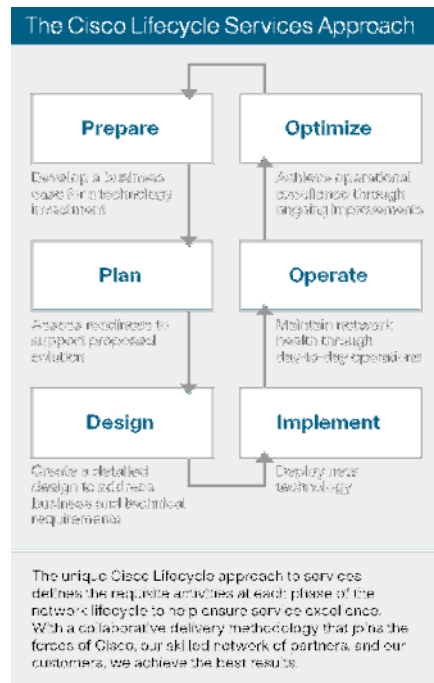 The Cisco Lifecycle Services Approach
Prepare
Develop a business
case for a technology
investment
Plan
Assess readiness to
support proposed
solution
Design
Create a detailed
design to address
business and technical
requirements
Implement
Deploy new
technology
Operate
Maintain network
health through
day-to-day operations
Optimize
Achieve operational
excellence through
ongoing improvements
The unique Cisco Lifecycle approach to services
defines the requisite activities at each phase of the
network lifecycle to help ensure service excellence.
With a collaborative delivery methodology that joins the
forces of Cisco, our skilled network of partners, and our
customers, we achieve the best results.